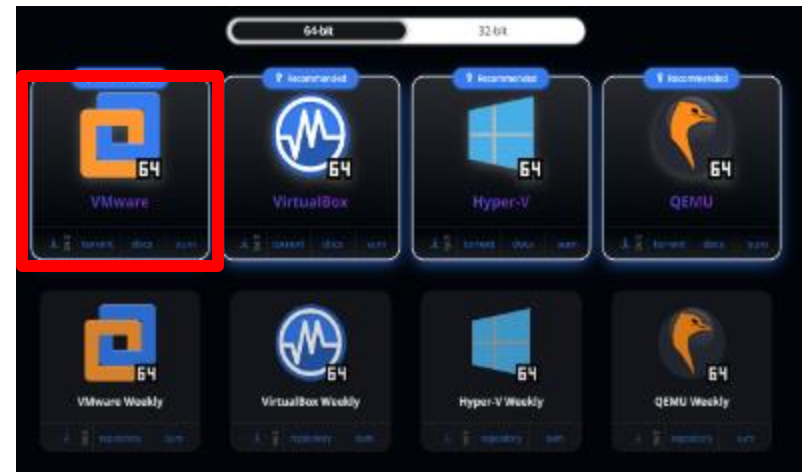 64-bit 32-bit
Recommended Recommended Recommended
64 64 64 64
VMware VirtualBox Hyper-V QEMU
torrent docs sum torrent docs sum torrent docs sum torrent docs sum
64 64 64 64
VMware Weekly VirtualBox Weekly Hyper-V Weekly QEMU Weekly
repository sum repository sum repository sum repository sum